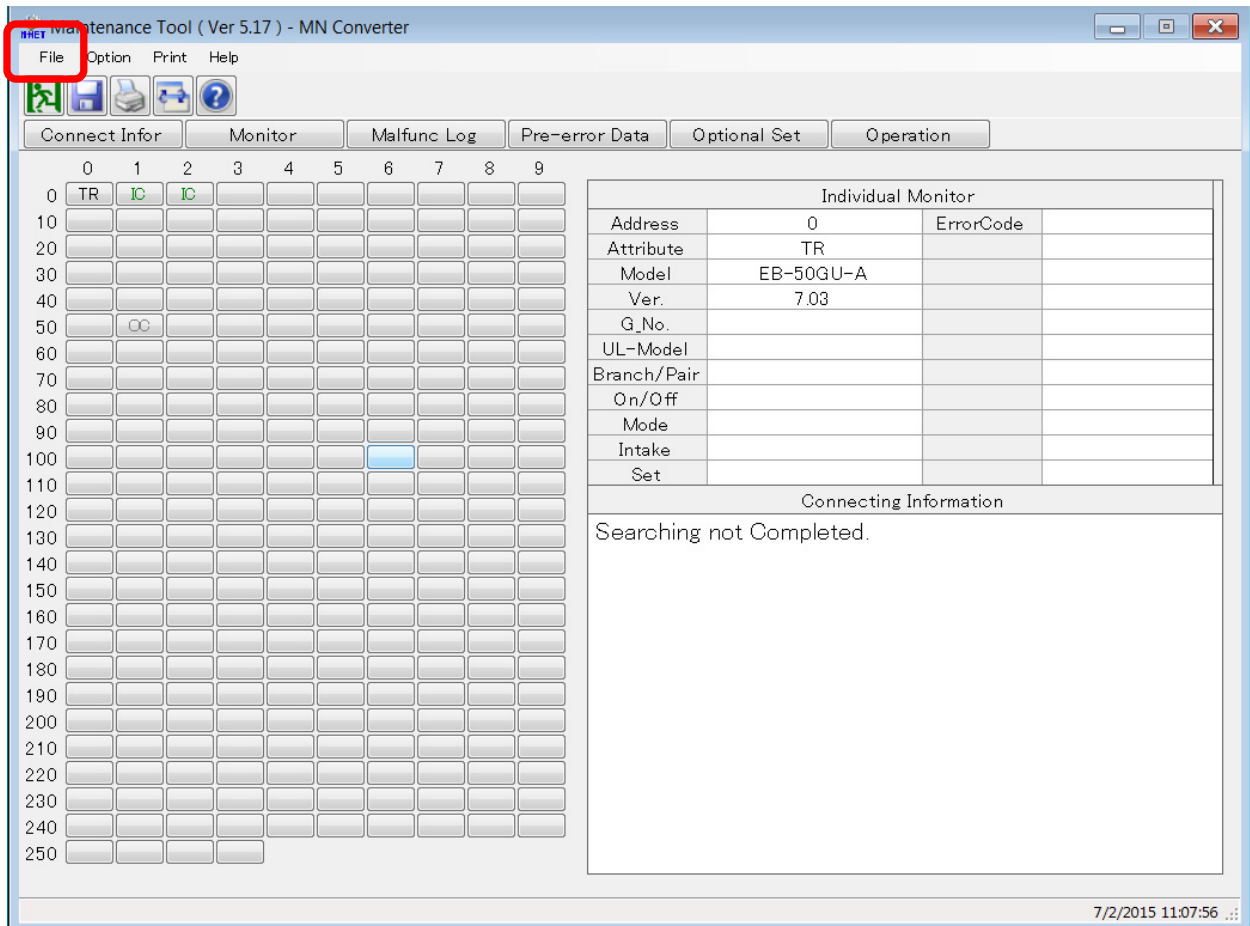 Maintenance Tool ( Ver 5.17 ) - MN Converter
MNET
File Option Print Help
Connect Infor Monitor Malfunc Log Pre-error Data Optional Set Operation
0 1 2 3 4 5 6 7 8 9
0 TR IC IC
10
20
30
40
50 OC
60
70
80
90
100
110
120
130
140
150
160
170
180
190
200
210
220
230
240
250
Individual Monitor
Address 0 ErrorCode
Attribute TR
Model EB-50GU-A
Ver. 7.03
G_No.
UL-Model
Branch/Pair
On/Off
Mode
Intake
Set
Connecting Information
Searching not Completed.
7/2/2015 11:07:56